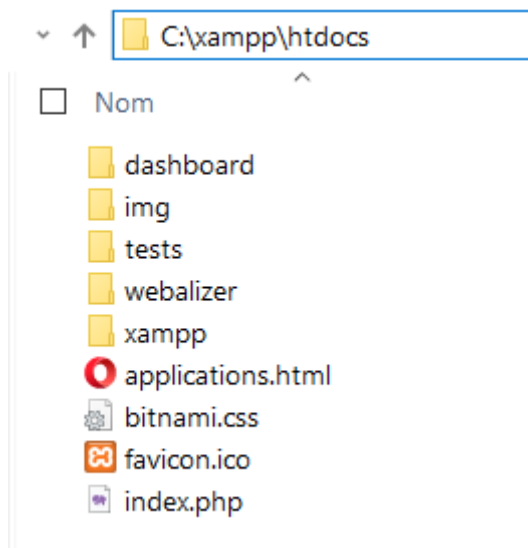 C:\xampp\htdocs
Nom
dashboard
img
tests
webalizer
xampp
applications.html
bitnami.css
favicon.ico
index.php